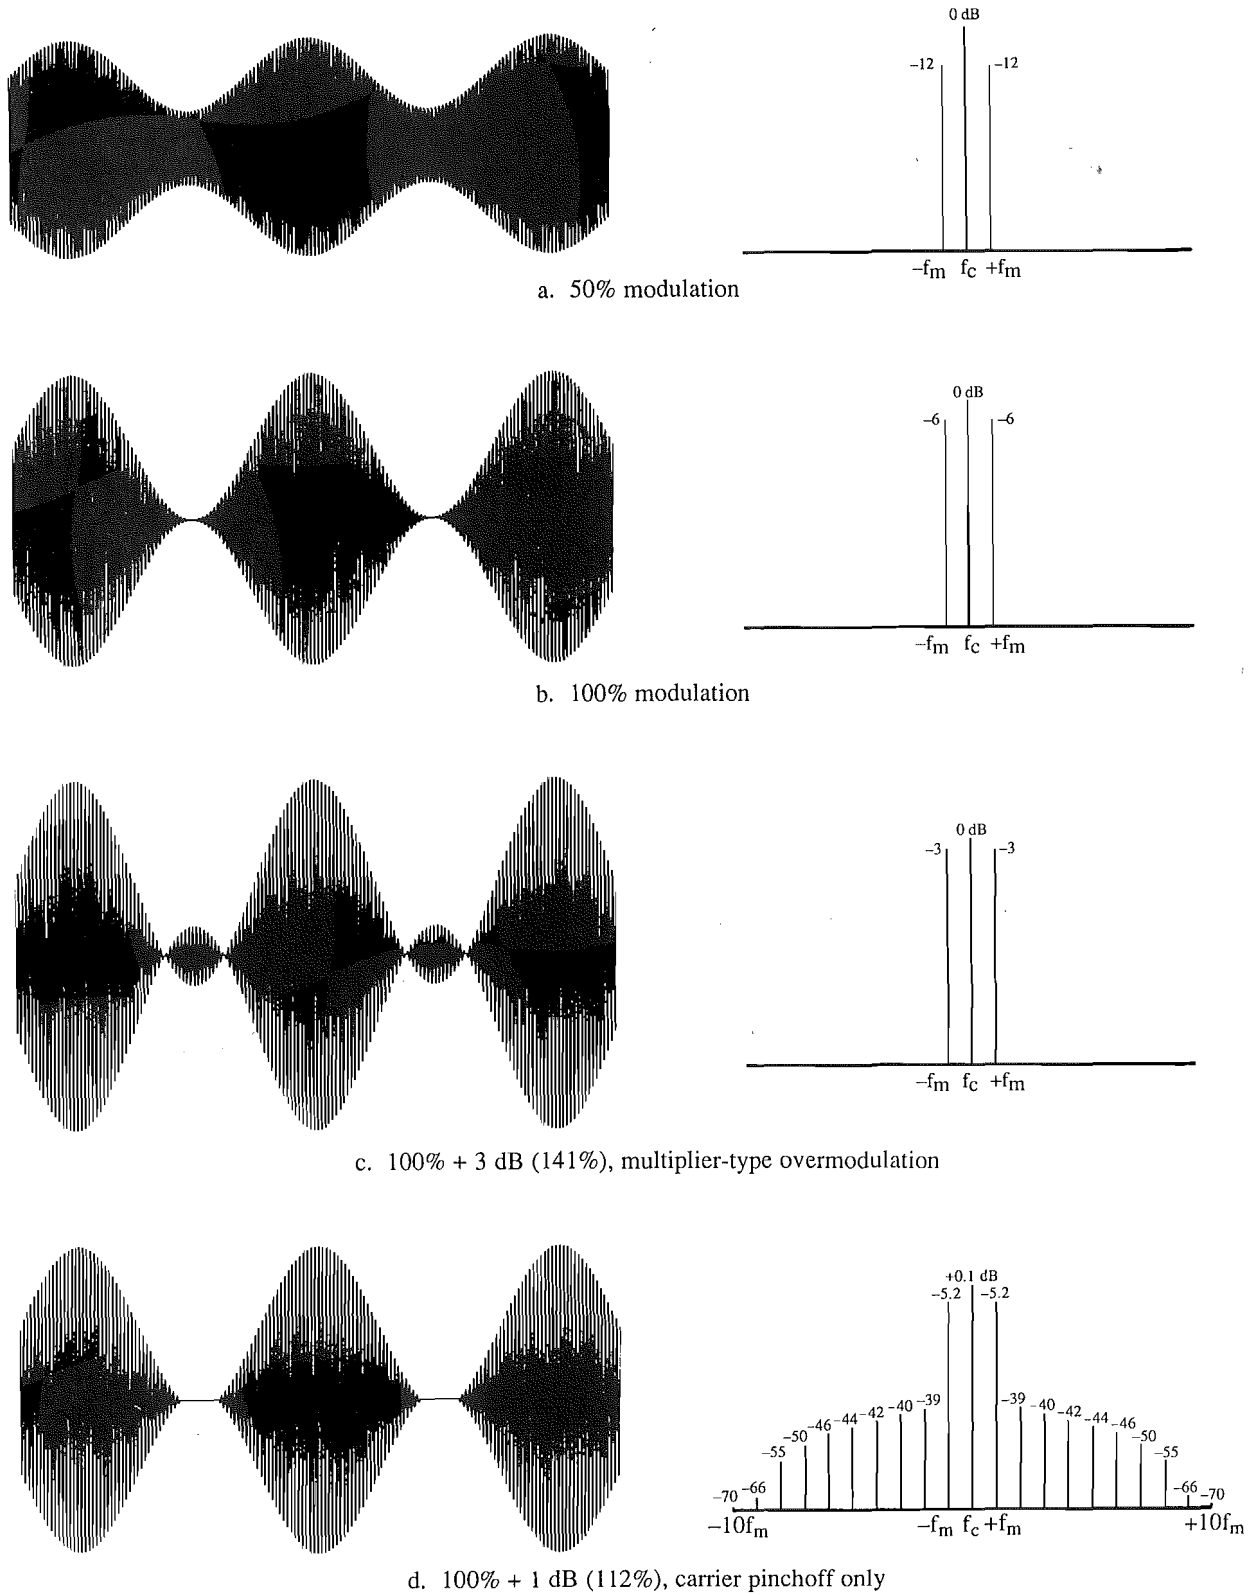 0 dB
−12 −12
−fm fc +fm
a. 50% modulation
0 dB
−6 −6
−fm fc +fm
b. 100% modulation
0 dB
−3 −3
−fm fc +fm
c. 100% + 3 dB (141%), multiplier-type overmodulation
+0.1 dB
−5.2 −5.2
−70 −66 −55 −50 −46 −44 −42 −40 −39 −39 −40 −42 −44 −46 −50 −55 −66 −70
−10fm −fm fc +fm +10fm
d. 100% + 1 dB (112%), carrier pinchoff only